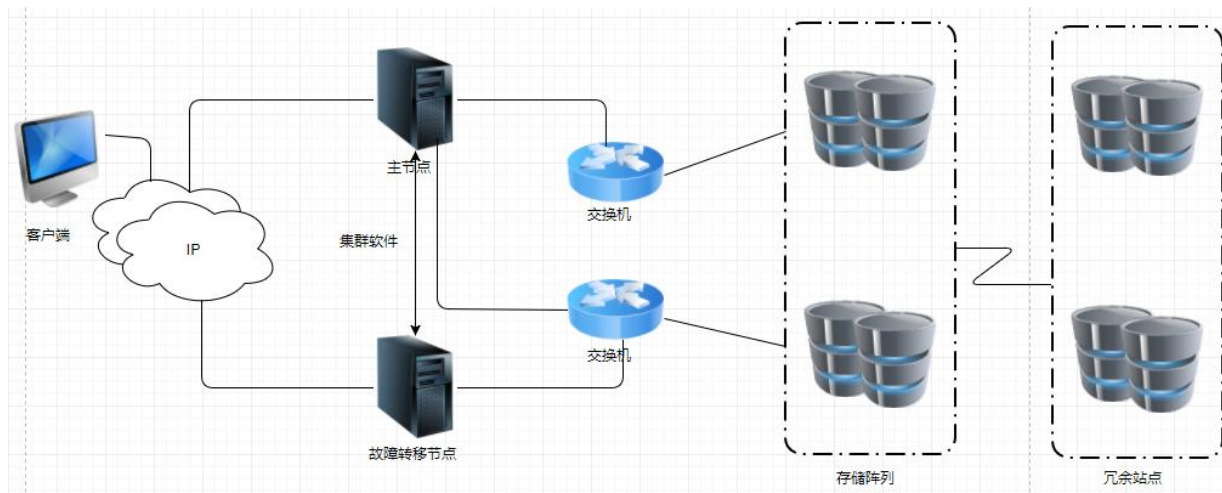 主节点
交换机
客户端
IP
集群软件
交换机
故障转移节点
存储阵列
冗余站点